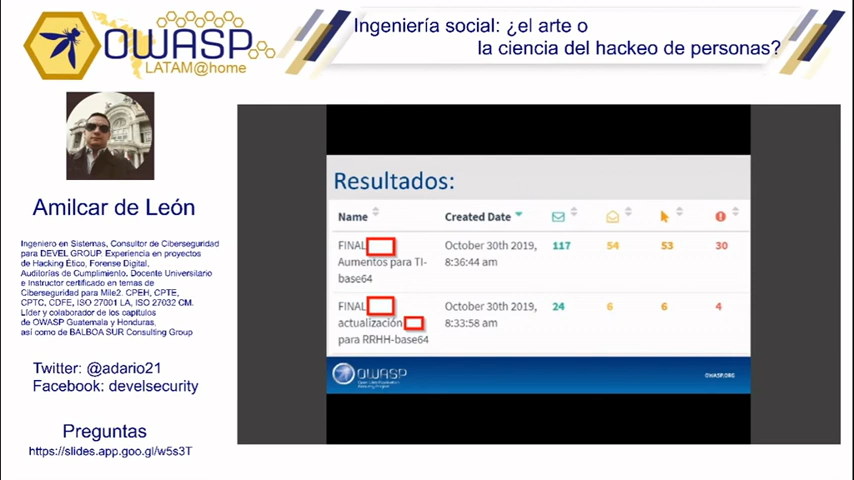 OWASP
LATAM@home
Ingeniería social: ¿el arte o
la ciencia del hackeo de personas?
Amilcar de León
Ingeniero en Sistemas, Consultor de Ciberseguridad
para DEVEL GROUP. Experiencia en proyectos
de Hacking Ético, Forense Digital,
Auditorías de Cumplimiento. Docente Universitario
e Instructor certificado en temas de
Ciberseguridad para Mile2. CPEH, CPTE,
CPTC, CDFE, ISO 27001 LA, ISO 27032 CM.
Líder y colaborador de los capítulos
de OWASP Guatemala y Honduras,
así como de BALBOA SUR Consulting Group
Twitter: @adario21
Facebook: develsecurity
Preguntas
https://slides.app.goo.gl/w5s3T
Resultados:
Name Created Date
FINAL October 30th 2019, 117 54 53 30
Aumentos para TI- 8:36:44 am
base64
FINAL October 30th 2019, 24 6 6 4
actualización 8:33:58 am
para RRHH-base64
OWASP
OWASP.ORG